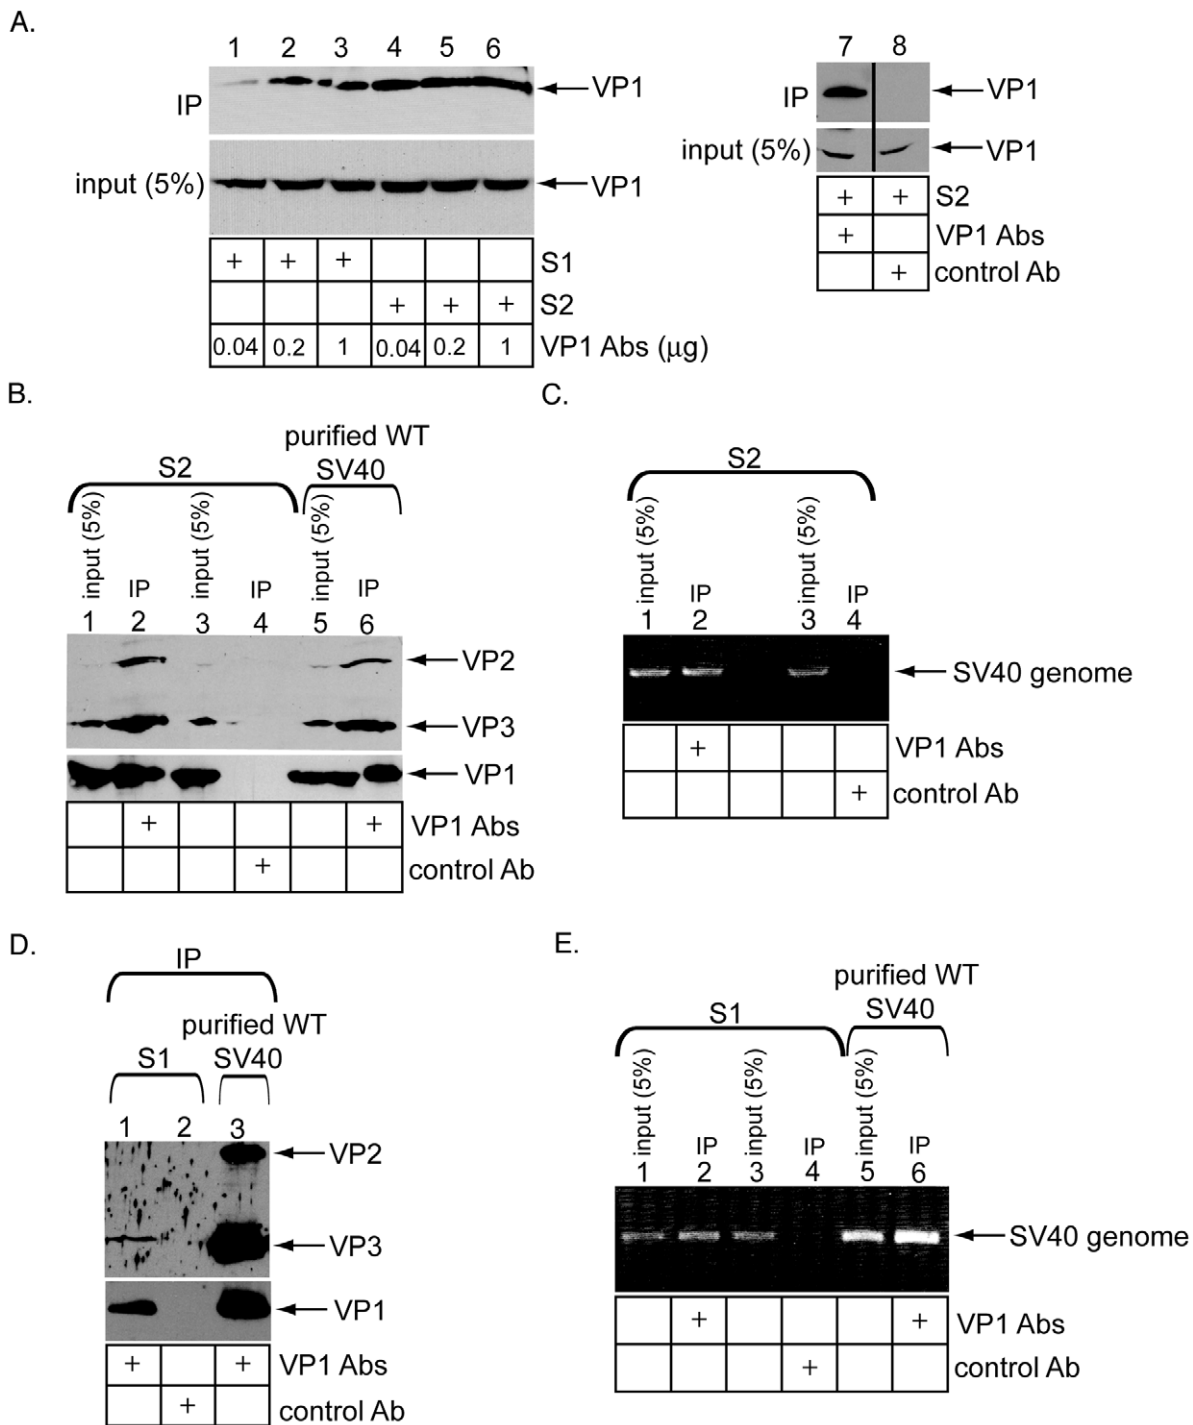 A.
1 2 3 4 5 6
IP
VP1
input (5%)
VP1
+ + + S1
+ + + S2
0.04 0.2 1 0.04 0.2 1 VP1 Abs (µg)
7 8
IP
VP1
input (5%)
VP1
+ + S2
+ VP1 Abs
+ control Ab
B.
purified WT
S2 SV40
input (5%) IP input (5%) IP input (5%) IP
1 2 3 4 5 6
VP2
VP3
VP1
+ + VP1 Abs
+ control Ab
C.
S2
input (5%) IP input (5%) IP
1 2 3 4
SV40 genome
+ VP1 Abs
+ control Ab
D.
IP
purified WT
S1 SV40
1 2 3
VP2
VP3
VP1
+ + VP1 Abs
+ control Ab
E.
purified WT
S1 SV40
input (5%) IP input (5%) IP input (5%) IP
1 2 3 4 5 6
SV40 genome
+ + VP1 Abs
+ control Ab